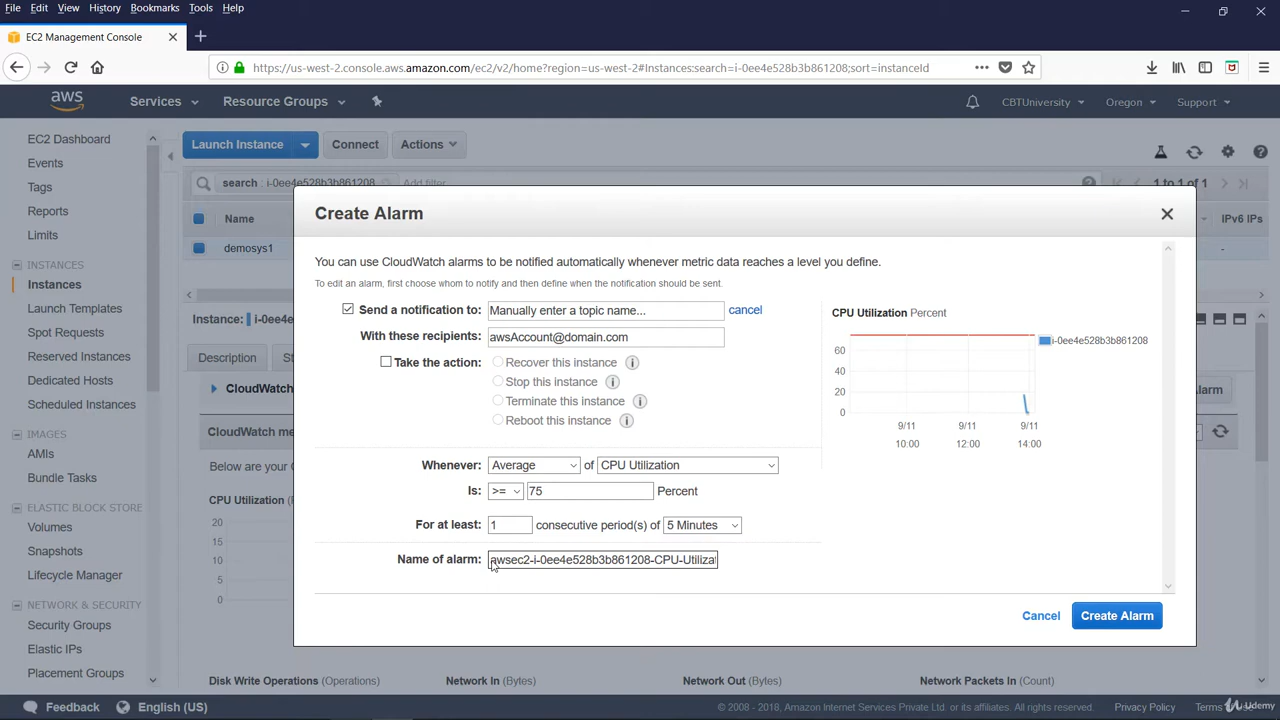 File Edit View History Bookmarks Tools Help
EC2 Management Console
https://us-west-2.console.aws.amazon.com/ec2/v2/home?region=us-west-2#Instances:search=i-0ee4e528b3b861208;sort=instanceId
aws Services Resource Groups CBTUniversity Oregon Support
EC2 Dashboard
Events
Tags
Reports
Limits
INSTANCES
Instances
Launch Templates
Spot Requests
Reserved Instances
Dedicated Hosts
Scheduled Instances
IMAGES
AMIs
Bundle Tasks
ELASTIC BLOCK STORE
Volumes
Snapshots
Lifecycle Manager
NETWORK & SECURITY
Security Groups
Elastic IPs
Placement Groups
Launch Instance Connect Actions
search : i-0ee4e528b3b861208 Add filter 1 to 1 of 1
Name IPv6 IPs
demosys1 -
Instance:
Description
CloudWatch
CloudWatch
Below are your
CPU Utilization
20
15
10
5
0
Create Alarm
You can use CloudWatch alarms to be notified automatically whenever metric data reaches a level you define.
To edit an alarm, first choose whom to notify and then define when the notification should be sent.
Send a notification to: Manually enter a topic name... cancel
With these recipients: awsAccount@domain.com
Take the action: Recover this instance i
Stop this instance i
Terminate this instance i
Reboot this instance i
Whenever: Average of CPU Utilization
Is: >= 75 Percent
For at least: 1 consecutive period(s) of 5 Minutes
Name of alarm: awsec2-i-0ee4e528b3b861208-CPU-Utiliza
CPU Utilization Percent
60
40
20
0
9/11 9/11 9/11
10:00 12:00 14:00
i-0ee4e528b3b861208
Cancel Create Alarm
Disk Write Operations (Operations) Network In (Bytes) Network Out (Bytes) Network Packets In (Count)
Feedback English (US) © 2008 - 2018, Amazon Internet Services Private Ltd. or its affiliates. All rights reserved. Privacy Policy Terms
Udemy